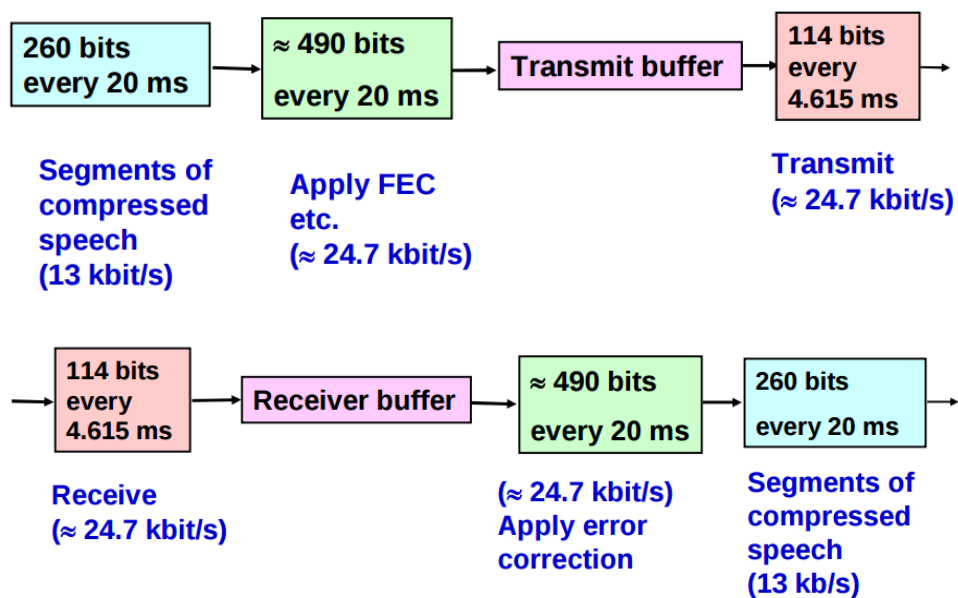 260 bits
every 20 ms
≈ 490 bits
every 20 ms
Transmit buffer
114 bits
every
4.615 ms
Segments of
compressed
speech
(13 kbit/s)
Apply FEC
etc.
(≈ 24.7 kbit/s)
Transmit
(≈ 24.7 kbit/s)
114 bits
every
4.615 ms
Receiver buffer
≈ 490 bits
every 20 ms
260 bits
every 20 ms
Receive
(≈ 24.7 kbit/s)
(≈ 24.7 kbit/s)
Apply error
correction
Segments of
compressed
speech
(13 kb/s)